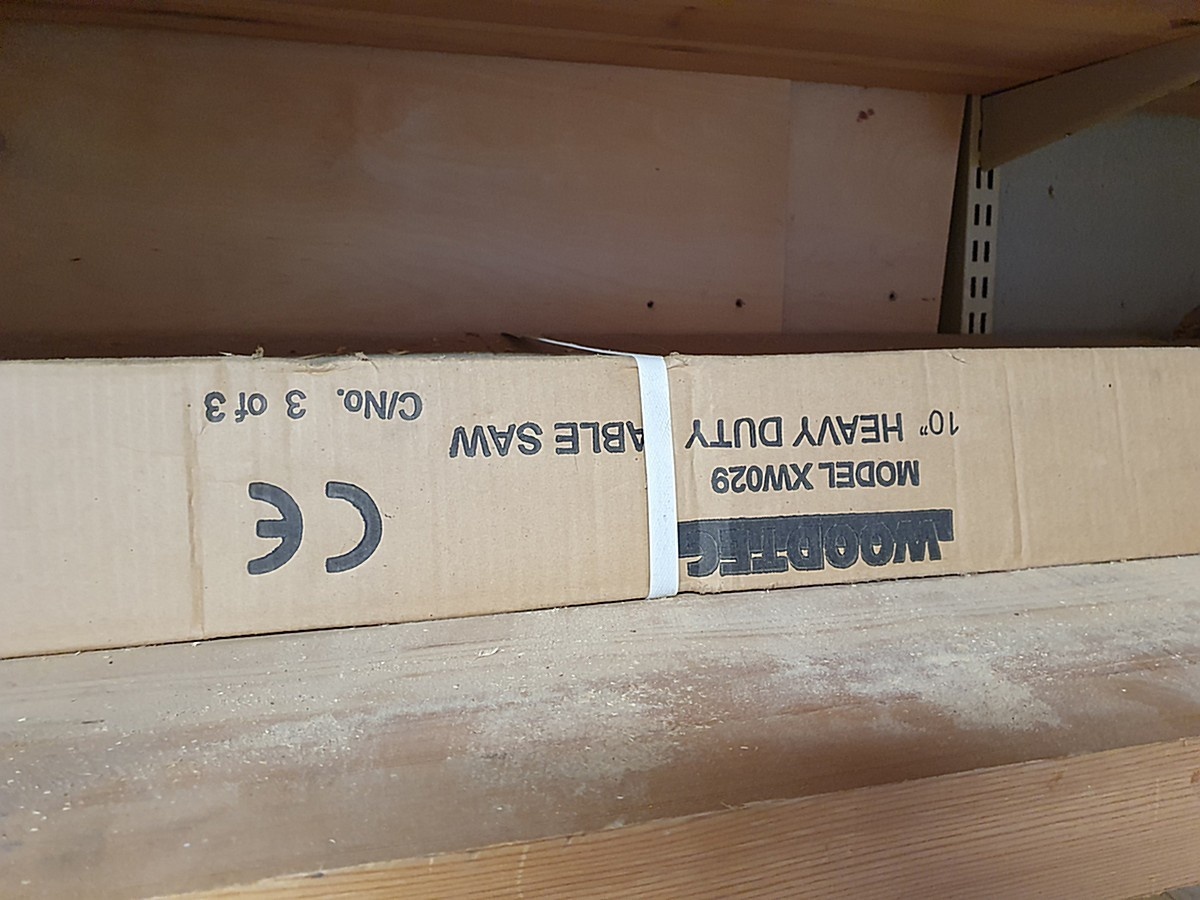 WOODTEC
MODEL XW029
10" HEAVY DUTY ABLE SAW
C/No. 3 of 3
CE